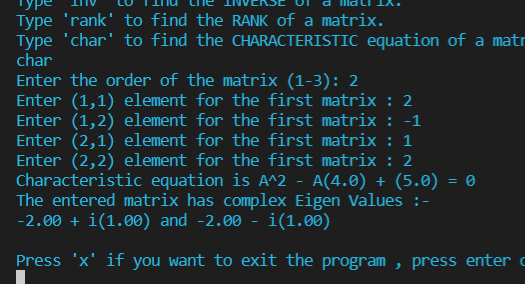 Type 'inv' to find the INVERSE of a matrix.
Type 'rank' to find the RANK of a matrix.
Type 'char' to find the CHARACTERISTIC equation of a matr
char
Enter the order of the matrix (1-3): 2
Enter (1,1) element for the first matrix : 2
Enter (1,2) element for the first matrix : -1
Enter (2,1) element for the first matrix : 1
Enter (2,2) element for the first matrix : 2
Characteristic equation is A^2 - A(4.0) + (5.0) = 0
The entered matrix has complex Eigen Values :-
-2.00 + i(1.00) and -2.00 - i(1.00)
Press 'x' if you want to exit the program , press enter